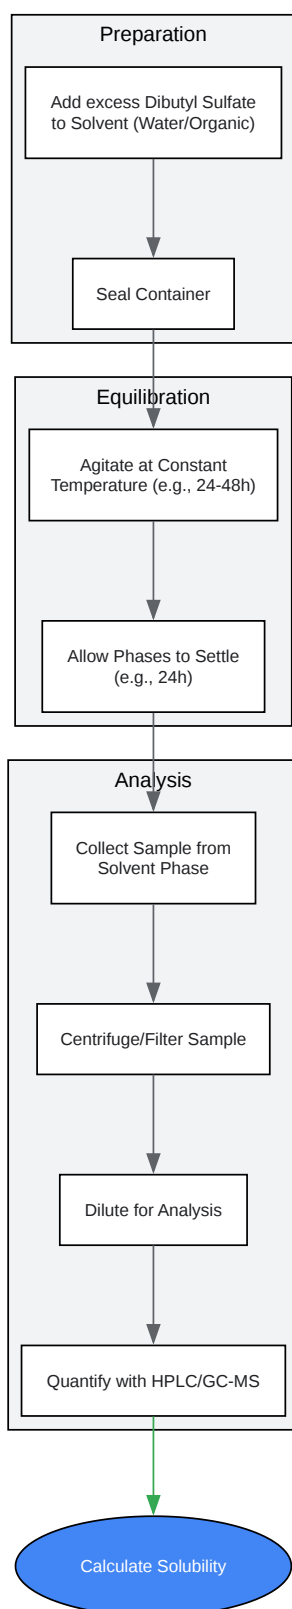 Preparation
Add excess Dibutyl Sulfate
to Solvent (Water/Organic)
Seal Container
Equilibration
Agitate at Constant
Temperature (e.g., 24-48h)
Allow Phases to Settle
(e.g., 24h)
Analysis
Collect Sample from
Solvent Phase
Centrifuge/Filter Sample
Dilute for Analysis
Quantify with HPLC/GC-MS
Calculate Solubility